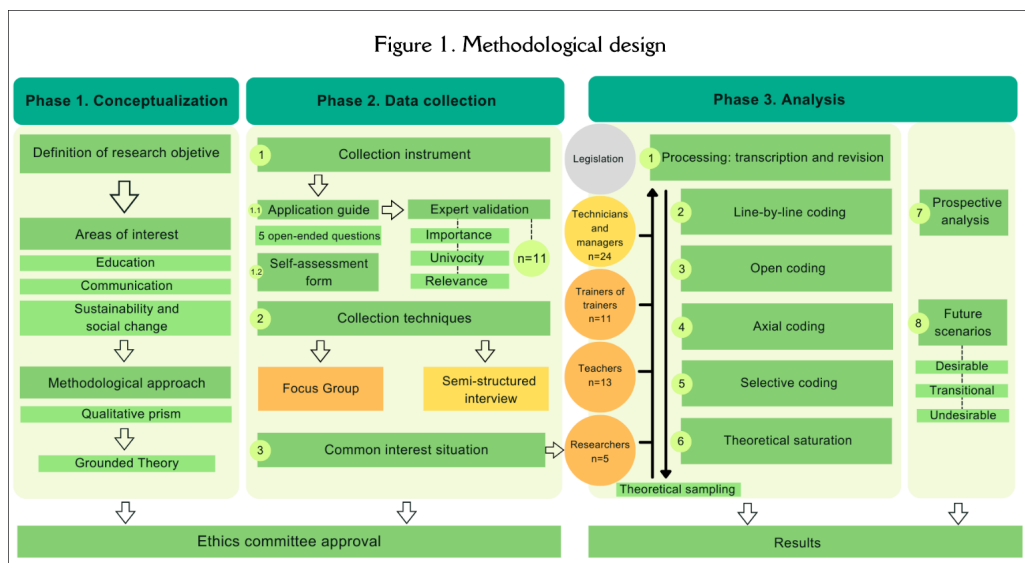 Figure 1. Methodological design
Phase 1. Conceptualization
Definition of research objetive
Areas of interest
Education
Communication
Sustainability and
social change
Methodological approach
Qualitative prism
Grounded Theory
Phase 2. Data collection
1
Collection instrument
1.1
Application guide
5 open-ended questions
1.2
Self-assessment
form
Expert validation
Importance
Univocity
Relevance
n=11
2
Collection techniques
Focus Group
Semi-structured
interview
3
Common interest situation
Ethics committee approval
Phase 3. Analysis
Legislation
Technicians
and
managers
n=24
Trainers of
trainers
n=11
Teachers
n=13
Researchers
n=5
1
Processing: transcription and revision
2
Line-by-line coding
3
Open coding
4
Axial coding
5
Selective coding
6
Theoretical saturation
Theoretical sampling
7
Prospective
analysis
8
Future
scenarios
Desirable
Transitional
Undesirable
Results